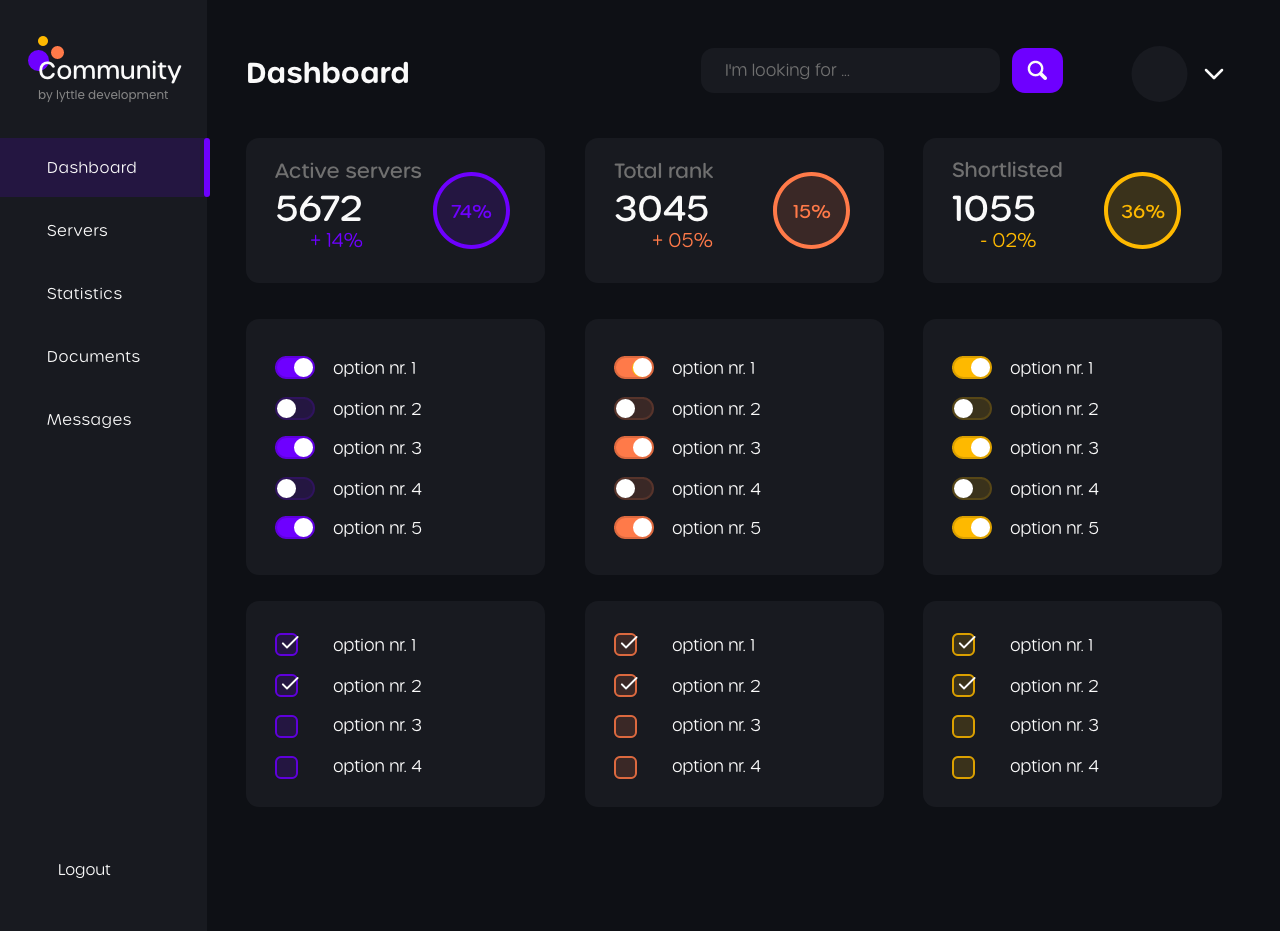 Community
by lyttle development
Dashboard
Servers
Statistics
Documents
Messages
Logout
Dashboard
I'm looking for ...
Active servers
5672
+ 14%
74%
Total rank
3045
+ 05%
15%
Shortlisted
1055
- 02%
36%
option nr. 1
option nr. 2
option nr. 3
option nr. 4
option nr. 5
option nr. 1
option nr. 2
option nr. 3
option nr. 4
option nr. 5
option nr. 1
option nr. 2
option nr. 3
option nr. 4
option nr. 5
option nr. 1
option nr. 2
option nr. 3
option nr. 4
option nr. 1
option nr. 2
option nr. 3
option nr. 4
option nr. 1
option nr. 2
option nr. 3
option nr. 4